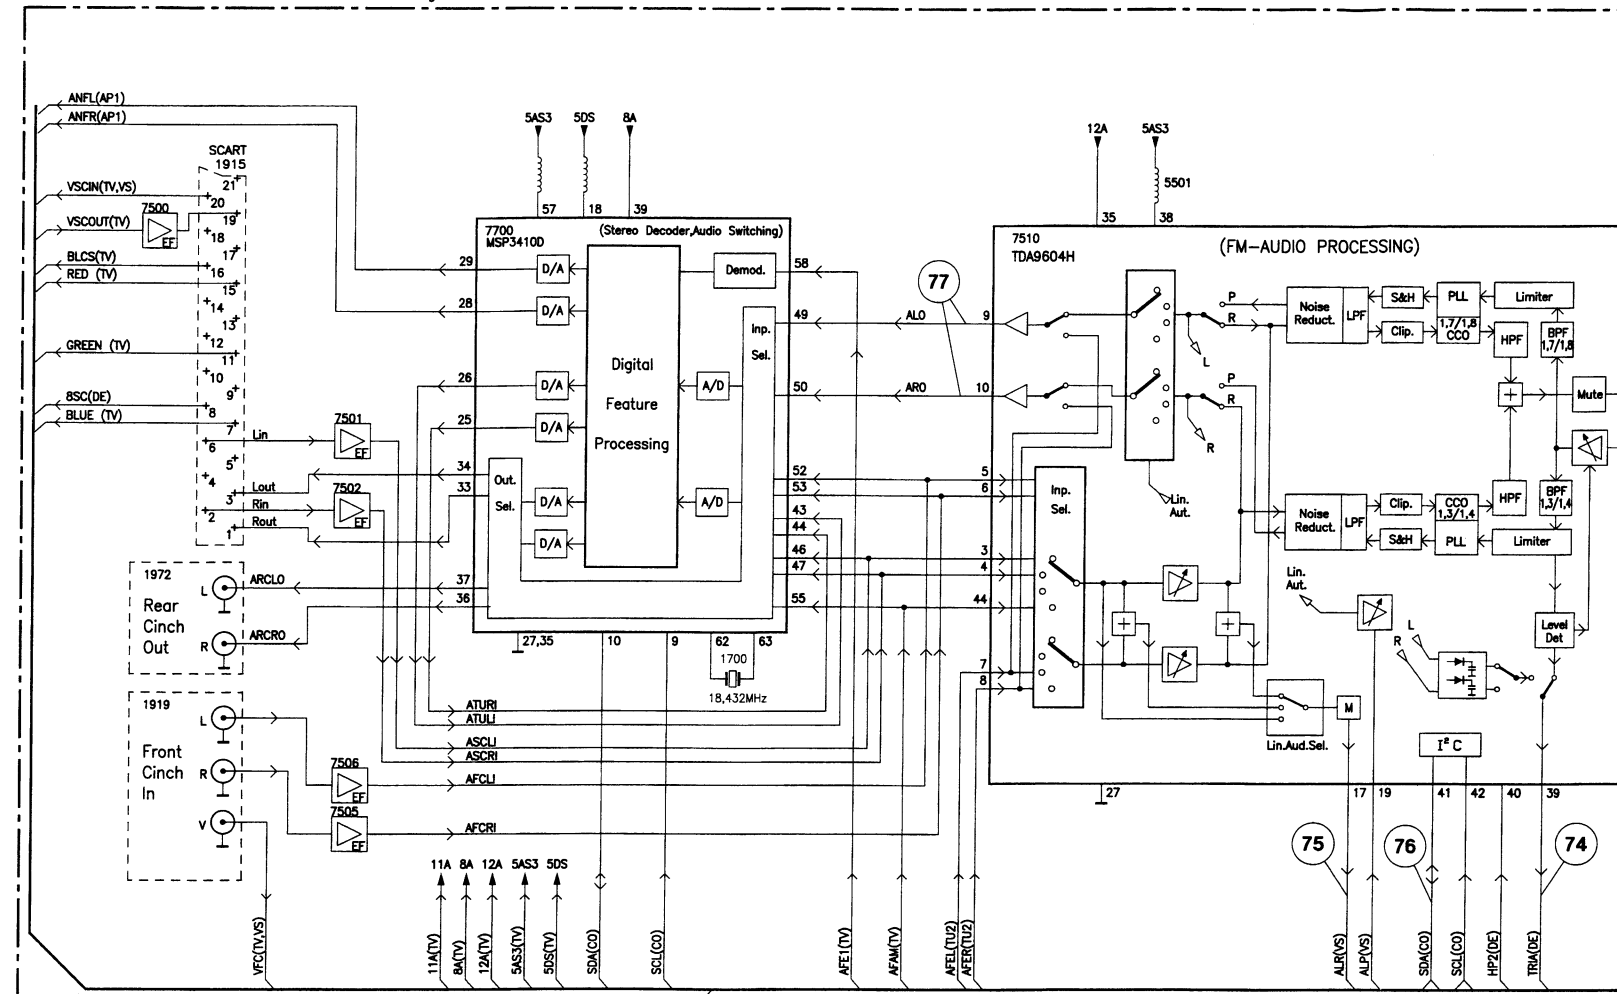 ANFL(AP1)
ANFR(AP1)
SCART
1915
VSCIN(TV,VS)
7500
VSCOUT(TV)
EF
BLCS(TV)
RED (TV)
GREEN (TV)
8SC(DE)
BLUE (TV)
21
20
19
18
17
16
15
14
13
12
11
10
9
8
7
6
5
4
3
2
1
Lin
7501
EF
Lout
Rin
7502
EF
Rout
1972
Rear
Cinch
Out
L
R
ARCLO
ARCRO
1919
Front
Cinch
In
L
R
V
7506
EF
7505
EF
ATURI
ATULI
ASCLI
ASCRI
AFCLI
AFCRI
5AS3
5DS
8A
57
18
39
7700
MSP3410D
(Stereo Decoder,Audio Switching)
29
28
26
25
34
33
37
36
D/A
D/A
D/A
D/A
D/A
D/A
Out.
Sel.
Digital
Feature
Processing
Demod.
Inp.
Sel.
A/D
A/D
58
49
50
52
53
43
44
46
47
55
27,35
10
9
62
63
1700
18,432MHz
77
ALO
ARO
12A
5AS3
5501
35
38
7510
TDA9604H
(FM-AUDIO PROCESSING)
9
10
5
6
3
4
44
7
8
Inp.
Sel.
Lin.
Aut.
P
R
L
P
R
R
Noise
Reduct.
LPF
S&H
Clip.
PLL
1,7/1,8
CCO
Limiter
HPF
BPF
1,7/1,8
+
Mute
HPF
BPF
1,3/1,4
Noise
Reduct.
LPF
Clip.
S&H
CCO
1,3/1,4
PLL
Limiter
Lin.
Aut.
+
+
L
R
Level
Det
Lin.Aud.Sel.
M
I² C
27
17
19
41
42
40
39
75
76
74
11A
8A
12A
5AS3
5DS
VFC(TV,VS)
11A(TV)
8A(TV)
12A(TV)
5AS3(TV)
5DS(TV)
SDA(CO)
SCL(CO)
AFE1(TV)
AFAM(TV)
AFEL(TU2)
AFER(TU2)
ALR(VS)
ALP(VS)
SDA(CO)
SCL(CO)
HP2(DE)
TRIA(DE)